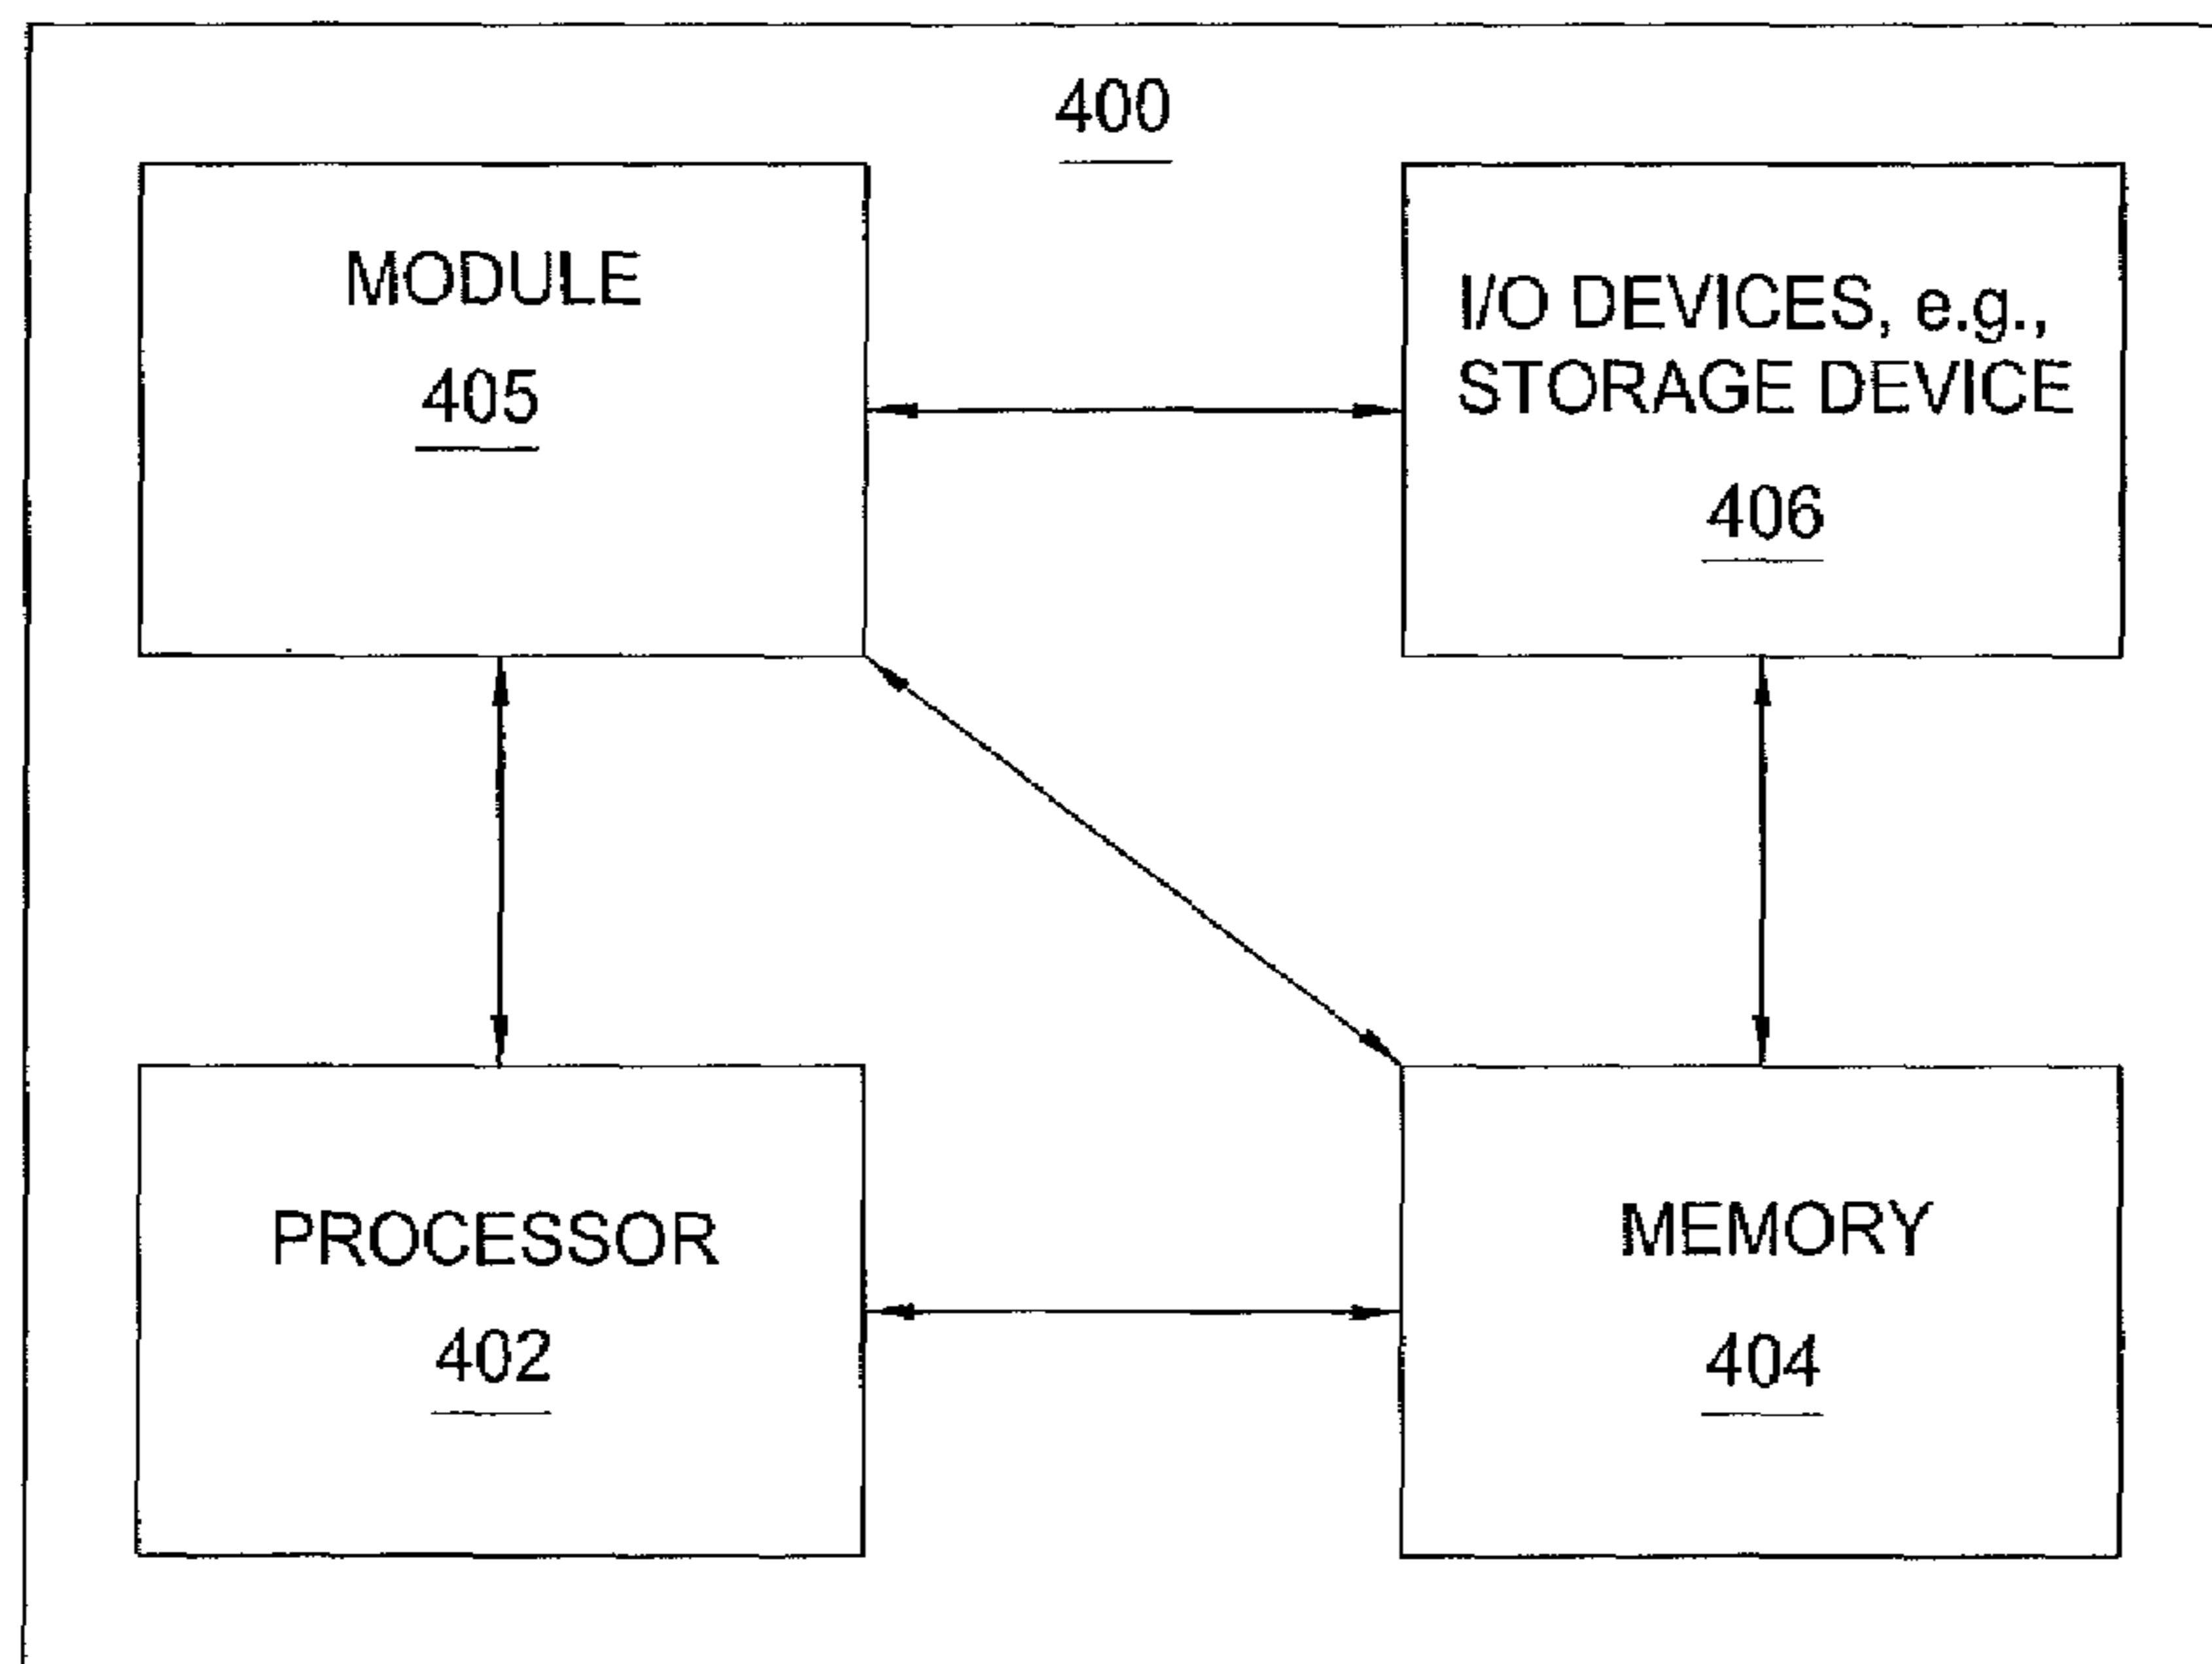 400
MODULE
405
I/O DEVICES, e.g.,
STORAGE DEVICE
406
PROCESSOR
402
MEMORY
404